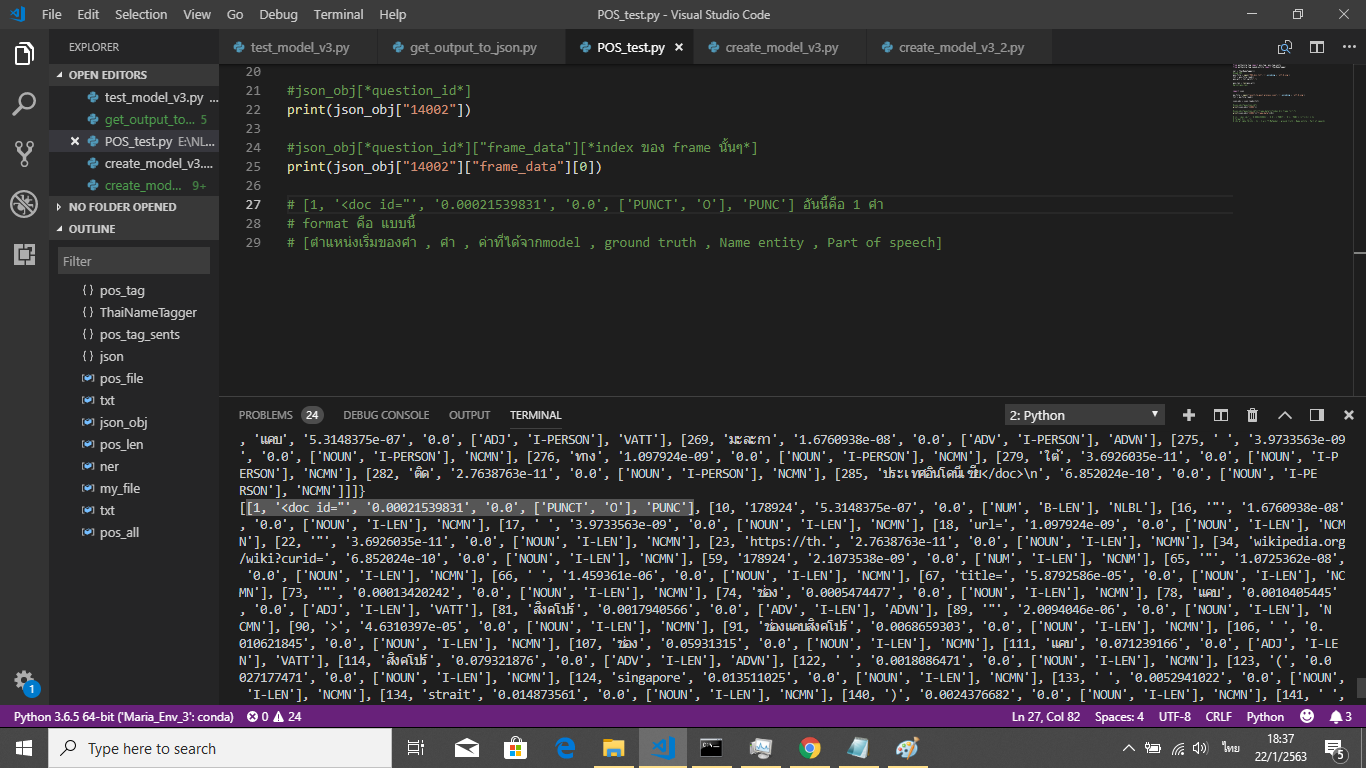 File Edit Selection View Go Debug Terminal Help POS_test.py - Visual Studio Code
EXPLORER
OPEN EDITORS
test_model_v3.py ...
get_output_to... 5
POS_test.py E:\NL...
create_model_v3....
create_mod... 9+
NO FOLDER OPENED
OUTLINE
Filter
pos_tag
ThaiNameTagger
pos_tag_sents
json
pos_file
txt
json_obj
pos_len
ner
my_file
txt
pos_all
test_model_v3.py get_output_to_json.py POS_test.py create_model_v3.py create_model_v3_2.py
20
21 #json_obj[*question_id*]
22 print(json_obj["14002"])
23
24 #json_obj[*question_id*]["frame_data"][*index ของ frame นั้นๆ*]
25 print(json_obj["14002"]["frame_data"][0])
26
27 # [1, '<doc id="', '0.00021539831', '0.0', ['PUNCT', 'O'], 'PUNC'] อันนี้คือ 1 คำ
28 # format คือ แบบนี้
29 # [ตำแหน่งเริ่มของคำ , คำ , ค่าที่ได้จากmodel , ground truth , Name entity , Part of speech]
PROBLEMS 24 DEBUG CONSOLE OUTPUT TERMINAL 2: Python
, 'แคบ', '5.3148375e-07', '0.0', ['ADJ', 'I-PERSON'], 'VATT'], [269, 'มะละกา', '1.6760938e-08', '0.0', ['ADV', 'I-PERSON'], 'ADVN'], [275, ' ', '3.9733563e-09
', '0.0', ['NOUN', 'I-PERSON'], 'NCMN'], [276, 'ทาง', '1.097924e-09', '0.0', ['NOUN', 'I-PERSON'], 'NCMN'], [279, 'ใต้', '3.6926035e-11', '0.0', ['NOUN', 'I-P
ERSON'], 'NCMN'], [282, 'ติด', '2.7638763e-11', '0.0', ['NOUN', 'I-PERSON'], 'NCMN'], [285, 'ประเทศอินโดนีเซีย</doc>\n', '6.852024e-10', '0.0', ['NOUN', 'I-PE
RSON'], 'NCMN']]]}
[[1, '<doc id="', '0.00021539831', '0.0', ['PUNCT', 'O'], 'PUNC'], [10, '178924', '5.3148375e-07', '0.0', ['NUM', 'B-LEN'], 'NLBL'], [16, '"', '1.6760938e-08'
, '0.0', ['NOUN', 'I-LEN'], 'NCMN'], [17, ' ', '3.9733563e-09', '0.0', ['NOUN', 'I-LEN'], 'NCMN'], [18, 'url=', '1.097924e-09', '0.0', ['NOUN', 'I-LEN'], 'NCM
N'], [22, '"', '3.6926035e-11', '0.0', ['NOUN', 'I-LEN'], 'NCMN'], [23, 'https://th.', '2.7638763e-11', '0.0', ['NOUN', 'I-LEN'], 'NCMN'], [34, 'wikipedia.org
/wiki?curid=', '6.852024e-10', '0.0', ['NOUN', 'I-LEN'], 'NCMN'], [59, '178924', '2.1073538e-09', '0.0', ['NUM', 'I-LEN'], 'NCNM'], [65, '"', '1.0725362e-08',
'0.0', ['NOUN', 'I-LEN'], 'NCMN'], [66, ' ', '1.459361e-06', '0.0', ['NOUN', 'I-LEN'], 'NCMN'], [67, 'title=', '5.8792586e-05', '0.0', ['NOUN', 'I-LEN'], 'NC
MN'], [73, '"', '0.00013420242', '0.0', ['NOUN', 'I-LEN'], 'NCMN'], [74, 'ช่อง', '0.0005474477', '0.0', ['NOUN', 'I-LEN'], 'NCMN'], [78, 'แคบ', '0.0010405445'
, '0.0', ['ADJ', 'I-LEN'], 'VATT'], [81, 'สิงคโปร์', '0.0017940566', '0.0', ['ADV', 'I-LEN'], 'ADVN'], [89, '"', '2.0094046e-06', '0.0', ['NOUN', 'I-LEN'], 'N
CMN'], [90, '>', '4.6310397e-05', '0.0', ['NOUN', 'I-LEN'], 'NCMN'], [91, 'ช่องแคบสิงคโปร์', '0.0068659303', '0.0', ['NOUN', 'I-LEN'], 'NCMN'], [106, ' ', '0.
010621845', '0.0', ['NOUN', 'I-LEN'], 'NCMN'], [107, 'ช่อง', '0.05931315', '0.0', ['NOUN', 'I-LEN'], 'NCMN'], [111, 'แคบ', '0.071239166', '0.0', ['ADJ', 'I-LE
N'], 'VATT'], [114, 'สิงคโปร์', '0.079321876', '0.0', ['ADV', 'I-LEN'], 'ADVN'], [122, ' ', '0.0018086471', '0.0', ['NOUN', 'I-LEN'], 'NCMN'], [123, '(', '0.0
027177471', '0.0', ['NOUN', 'I-LEN'], 'NCMN'], [124, 'singapore', '0.013511025', '0.0', ['NOUN', 'I-LEN'], 'NCMN'], [133, ' ', '0.0052941022', '0.0', ['NOUN',
'I-LEN'], 'NCMN'], [134, 'strait', '0.014873561', '0.0', ['NOUN', 'I-LEN'], 'NCMN'], [140, ')', '0.0024376682', '0.0', ['NOUN', 'I-LEN'], 'NCMN'], [141, ' ',
1
Python 3.6.5 64-bit ('Maria_Env_3': conda) 0 24 Ln 27, Col 82 Spaces: 4 UTF-8 CRLF Python 3
Type here to search ไทย 18:37
22/1/2563 5